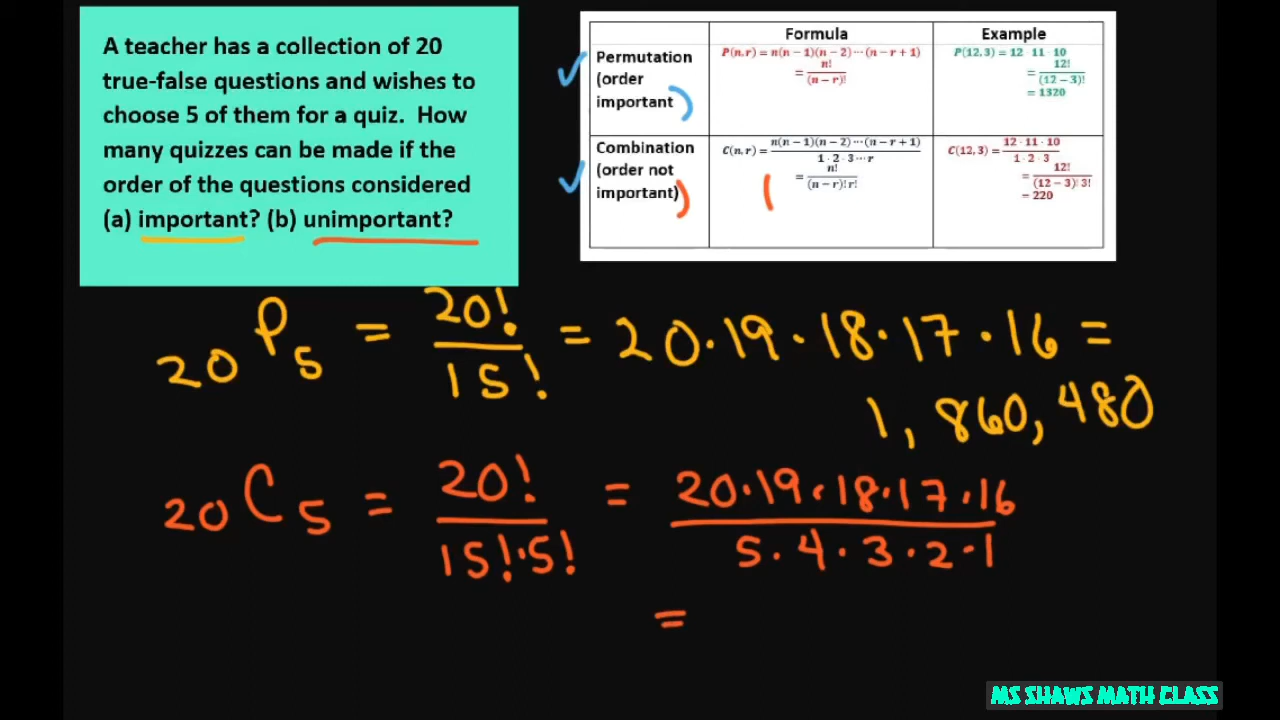 A teacher has a collection of 20
true-false questions and wishes to
choose 5 of them for a quiz. How
many quizzes can be made if the
order of the questions considered
(a) important? (b) unimportant?
Formula Example
Permutation
(order
important
P(n,r) = n(n−1)(n−2)⋯(n−r+1)
= n!/(n−r)!
P(12,3) = 12 · 11 · 10
= 12!/(12−3)!
= 1320
Combination
(order not
important)
C(n,r) = n(n−1)(n−2)⋯(n−r+1)/1·2·3⋯r
= n!/(n−r)!r!
C(12,3) = 12·11·10/1·2·3
= 12!/(12−3)!3!
= 220
₂₀P₅ = 20!/15! = 20·19·18·17·16 =
1,860,480
₂₀C₅ = 20!/15!·5! = 20·19·18·17·16/5·4·3·2·1
=
MS SHAWS MATH CLASS